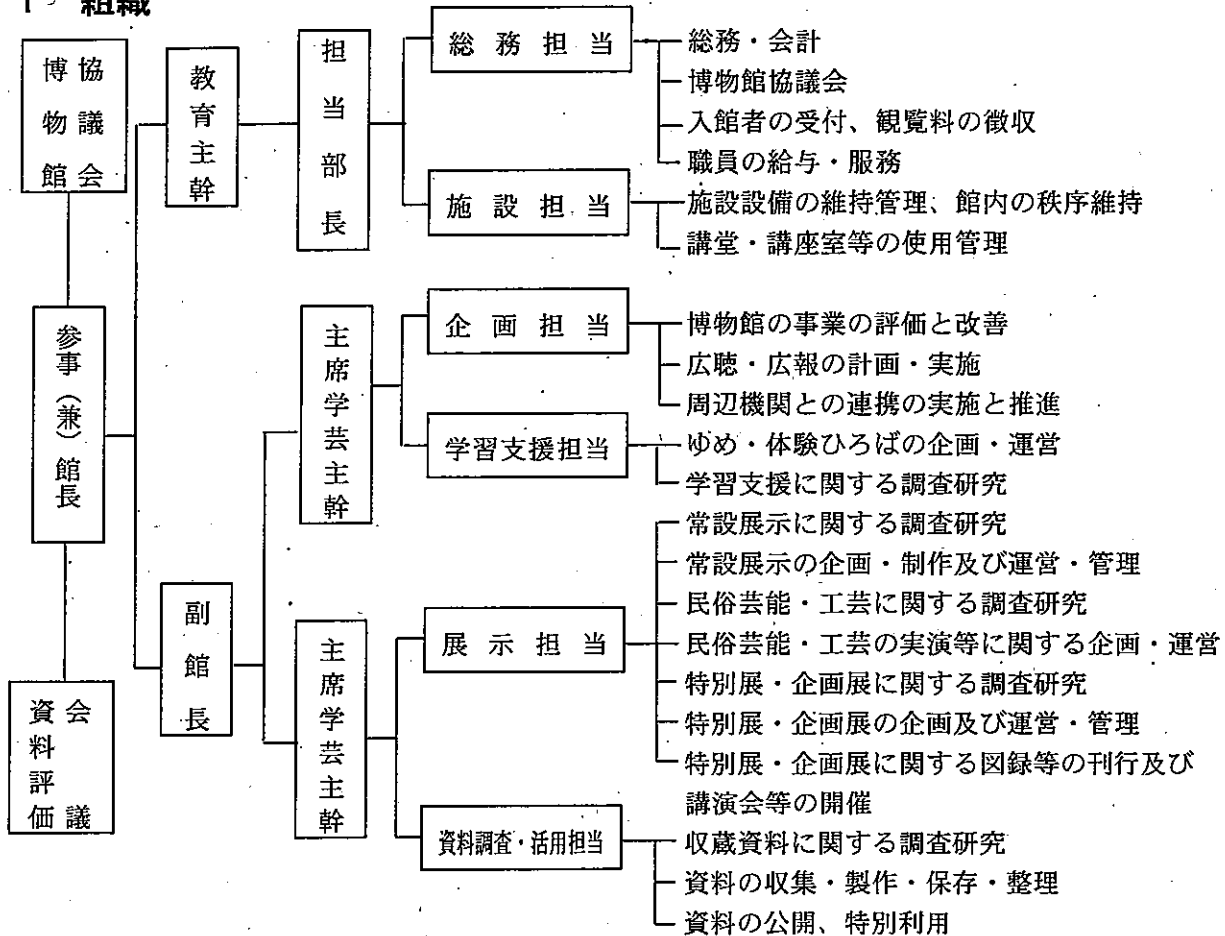 組織
博物館協議会
参事(兼)館長
資料評価会議
教育主幹
副館長
担当部長
主席学芸主幹
主席学芸主幹
総務担当
総務・会計
博物館協議会
入館者の受付、観覧料の徴収
職員の給与・服務
施設担当
施設設備の維持管理、館内の秩序維持
講堂・講座室等の使用管理
企画担当
博物館の事業の評価と改善
広聴・広報の計画・実施
周辺機関との連携の実施と推進
学習支援担当
ゆめ・体験ひろばの企画・運営
学習支援に関する調査研究
展示担当
常設展示に関する調査研究
常設展示の企画・制作及び運営・管理
民俗芸能・工芸に関する調査研究
民俗芸能・工芸の実演等に関する企画・運営
特別展・企画展に関する調査研究
特別展・企画展の企画及び運営・管理
特別展・企画展に関する図録等の刊行及び
講演会等の開催
資料調査・活用担当
収蔵資料に関する調査研究
資料の収集・製作・保存・整理
資料の公開、特別利用